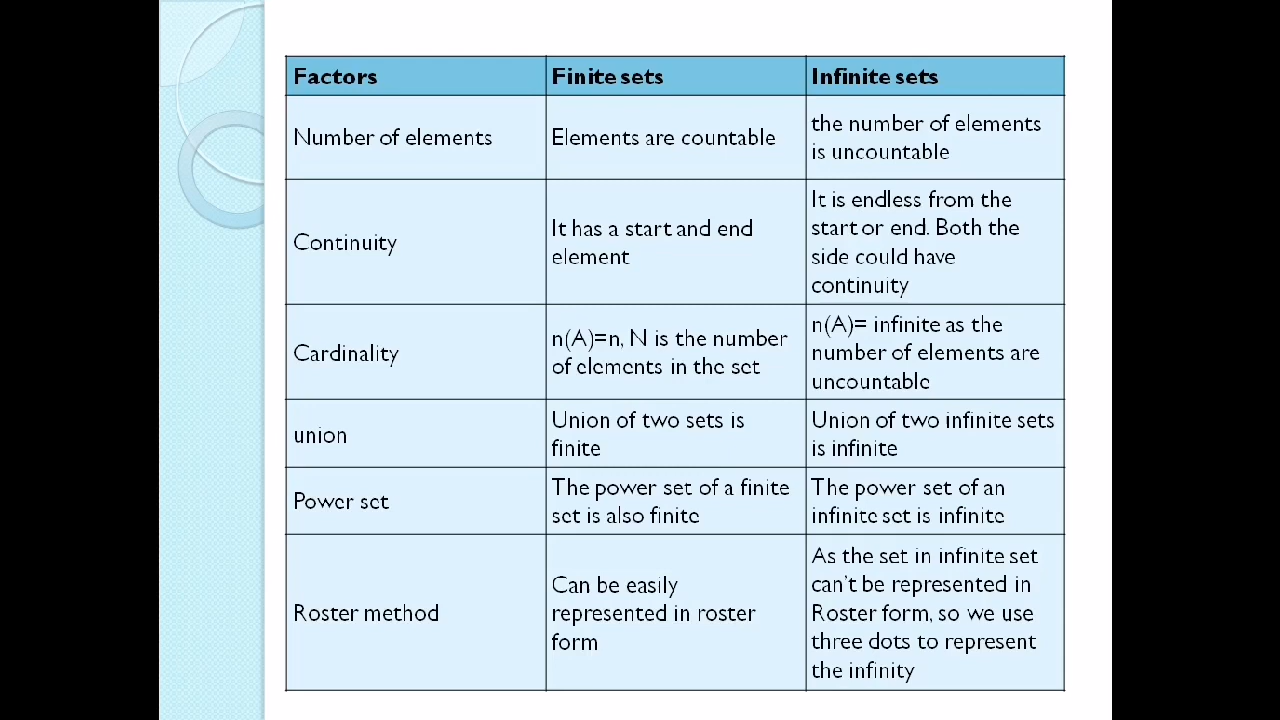 Factors
Finite sets
Infinite sets
Number of elements
Elements are countable
the number of elements
is uncountable
Continuity
It has a start and end
element
It is endless from the
start or end. Both the
side could have
continuity
Cardinality
n(A)=n, N is the number
of elements in the set
n(A)= infinite as the
number of elements are
uncountable
union
Union of two sets is
finite
Union of two infinite sets
is infinite
Power set
The power set of a finite
set is also finite
The power set of an
infinite set is infinite
Roster method
Can be easily
represented in roster
form
As the set in infinite set
can't be represented in
Roster form, so we use
three dots to represent
the infinity